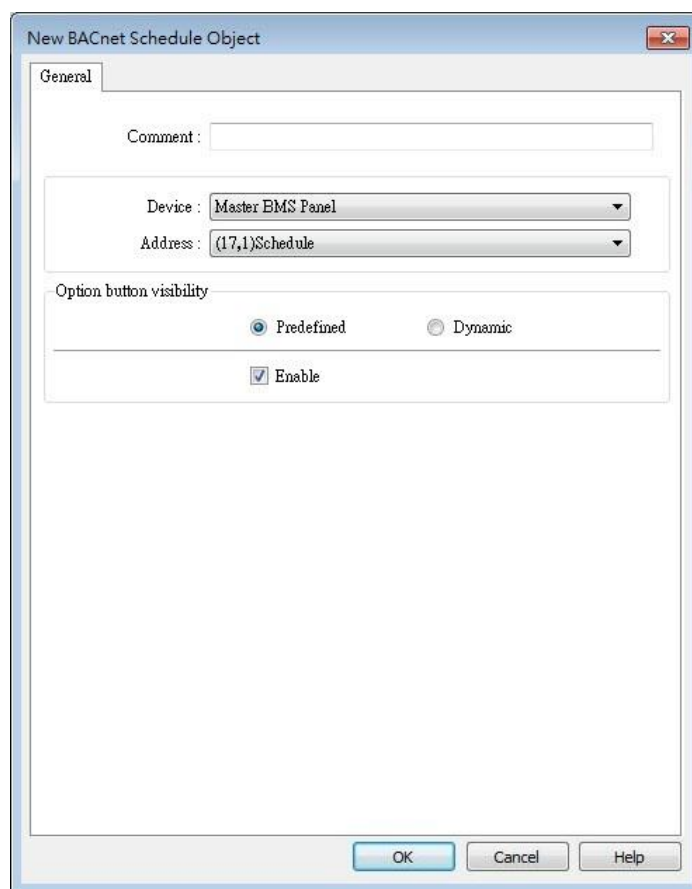 New BACnet Schedule Object
General
Comment :
Device : Master BMS Panel
Address : (17,1)Schedule
Option button visibility
Predefined Dynamic
Enable
OK Cancel Help